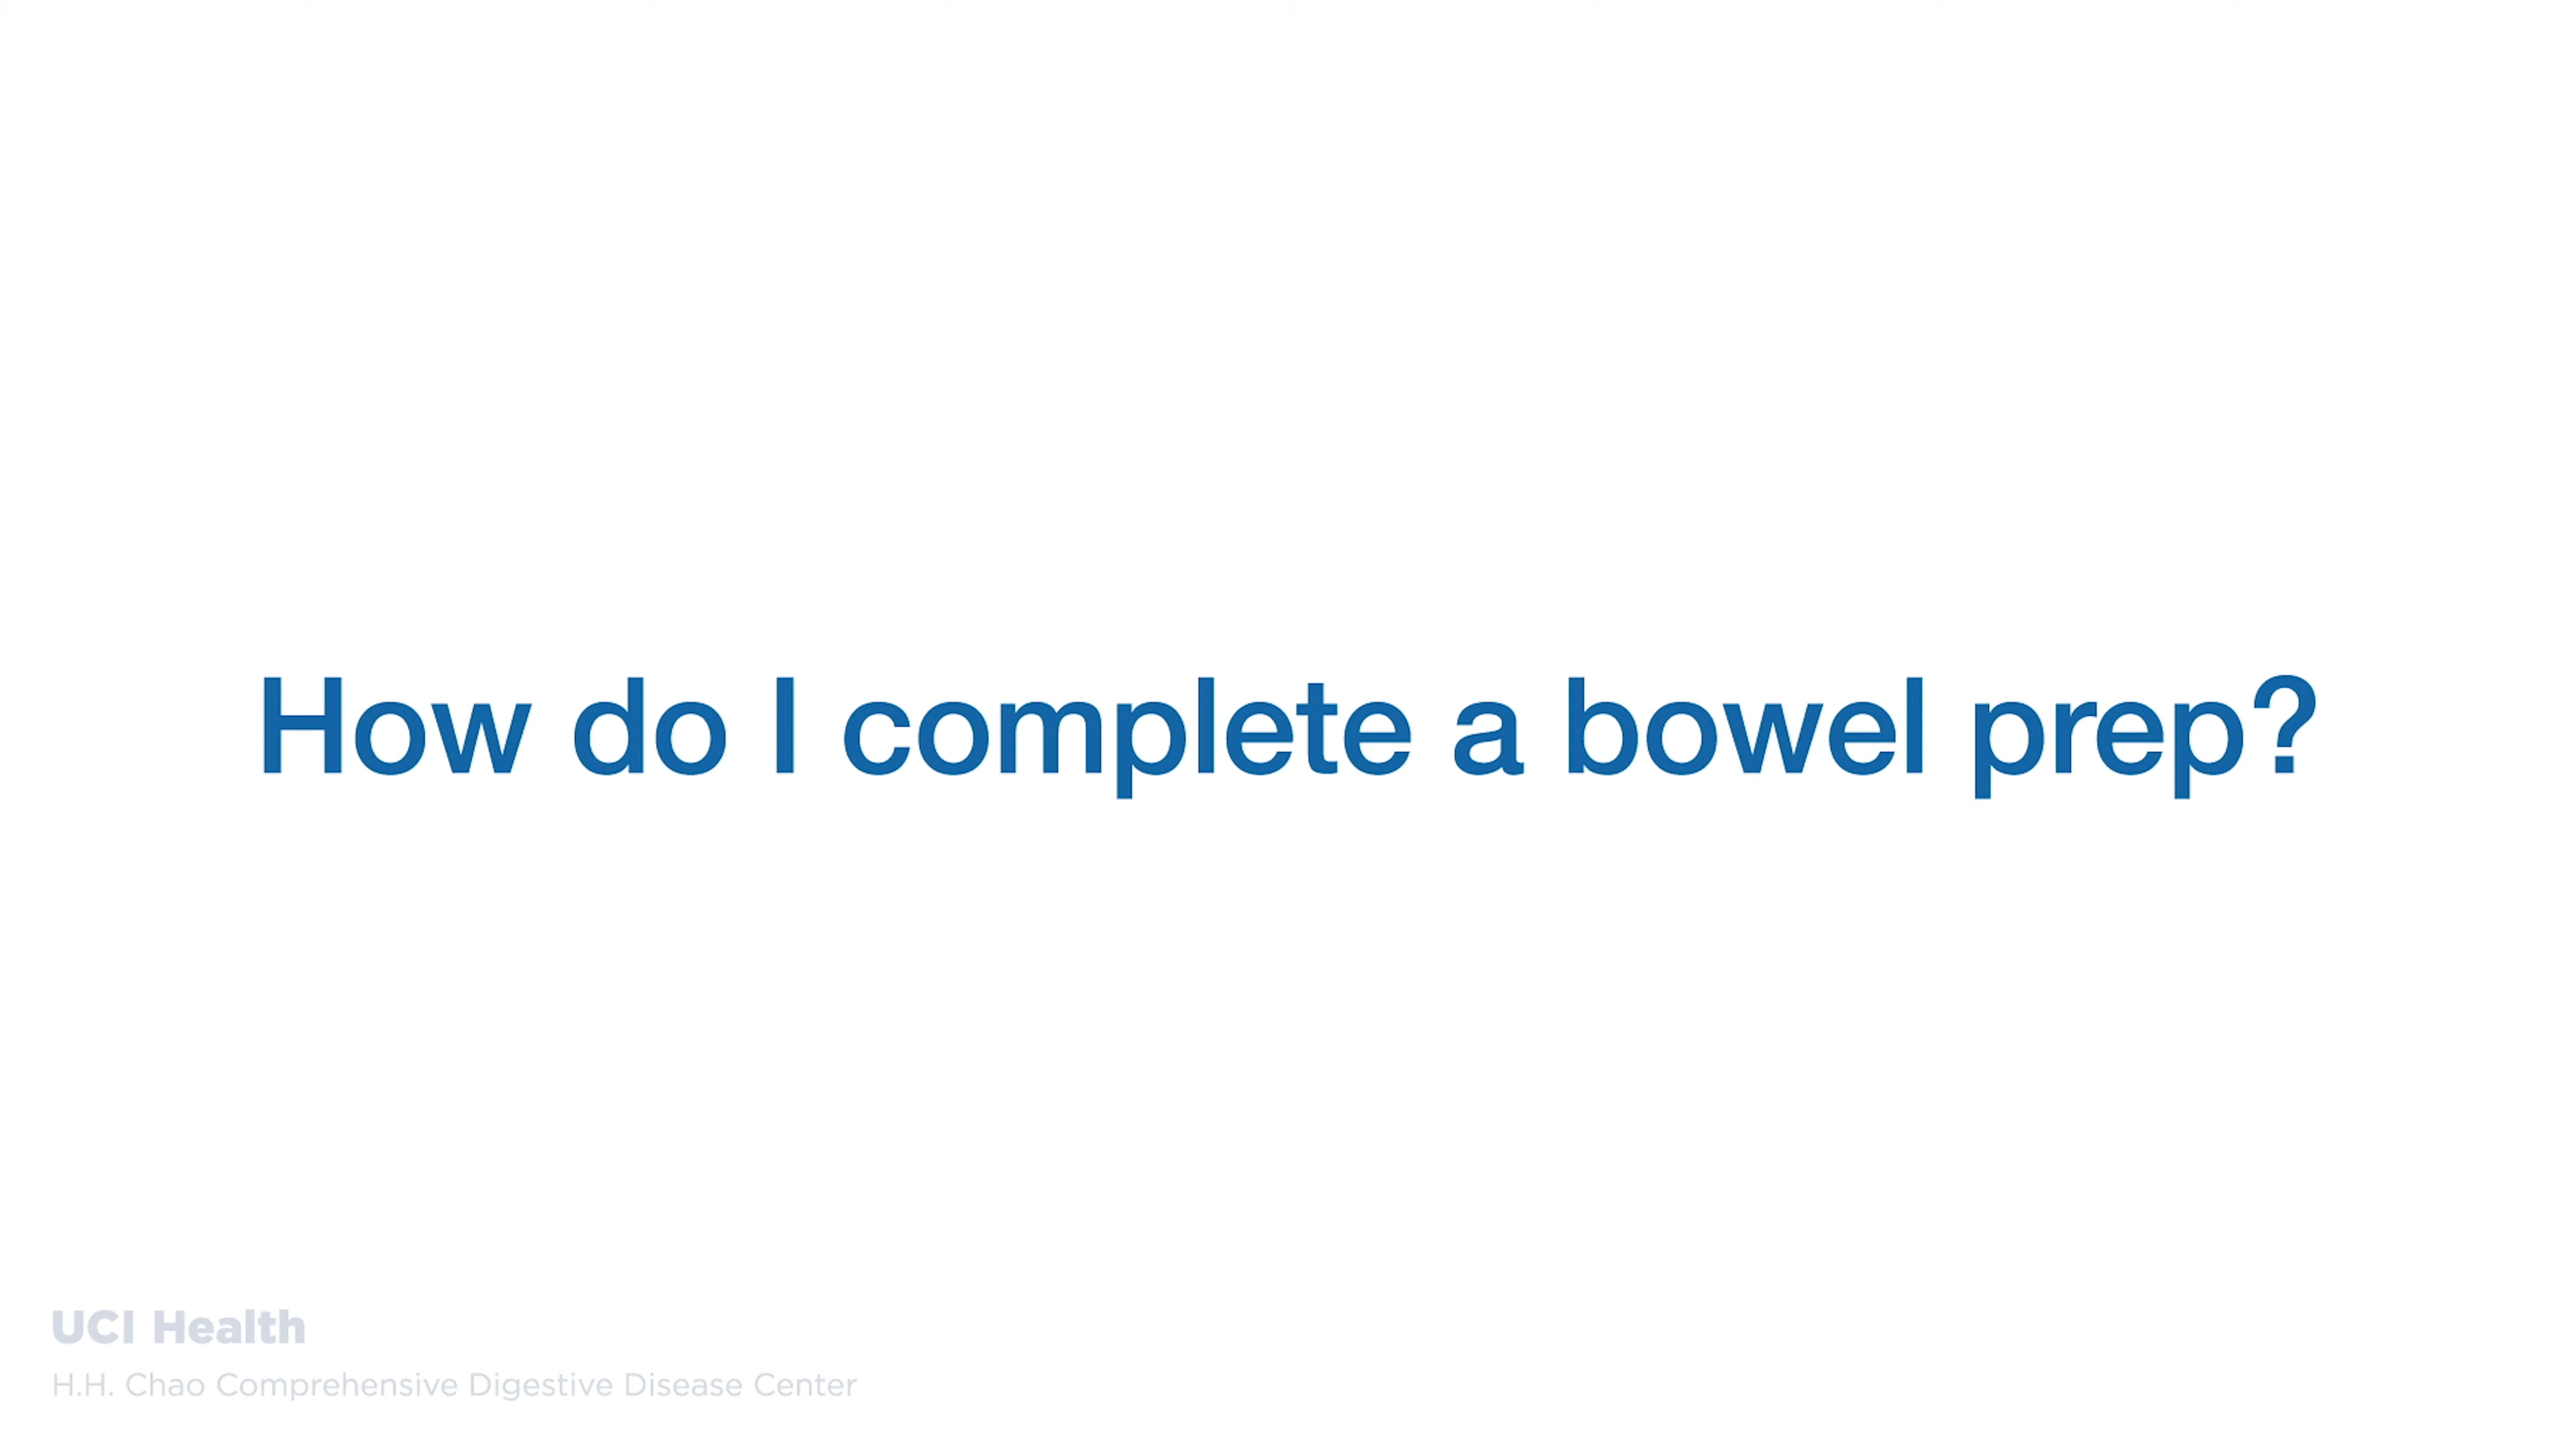 How do I complete a bowel prep?
UCI Health
H.H. Chao Comprehensive Digestive Disease Center